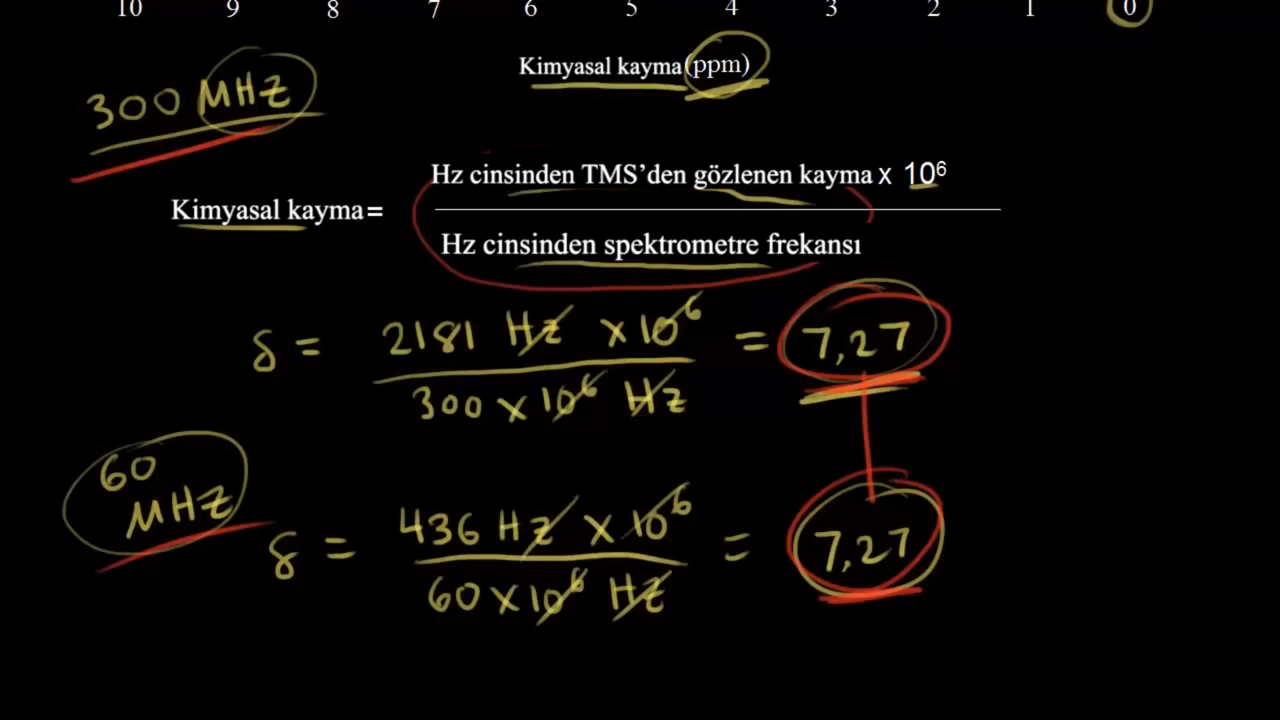 10 9 8 7 6 5 4 3 2 1 0
Kimyasal kayma (ppm)
300 MHZ
Kimyasal kayma = Hz cinsinden TMS’den gözlenen kayma x 10⁶
Hz cinsinden spektrometre frekansı
δ = 2181 Hz x 10⁶ = 7,27
300 x 10⁶ Hz
60
MHZ
δ = 436 Hz x 10⁶ = 7,27
60 x 10⁶ Hz